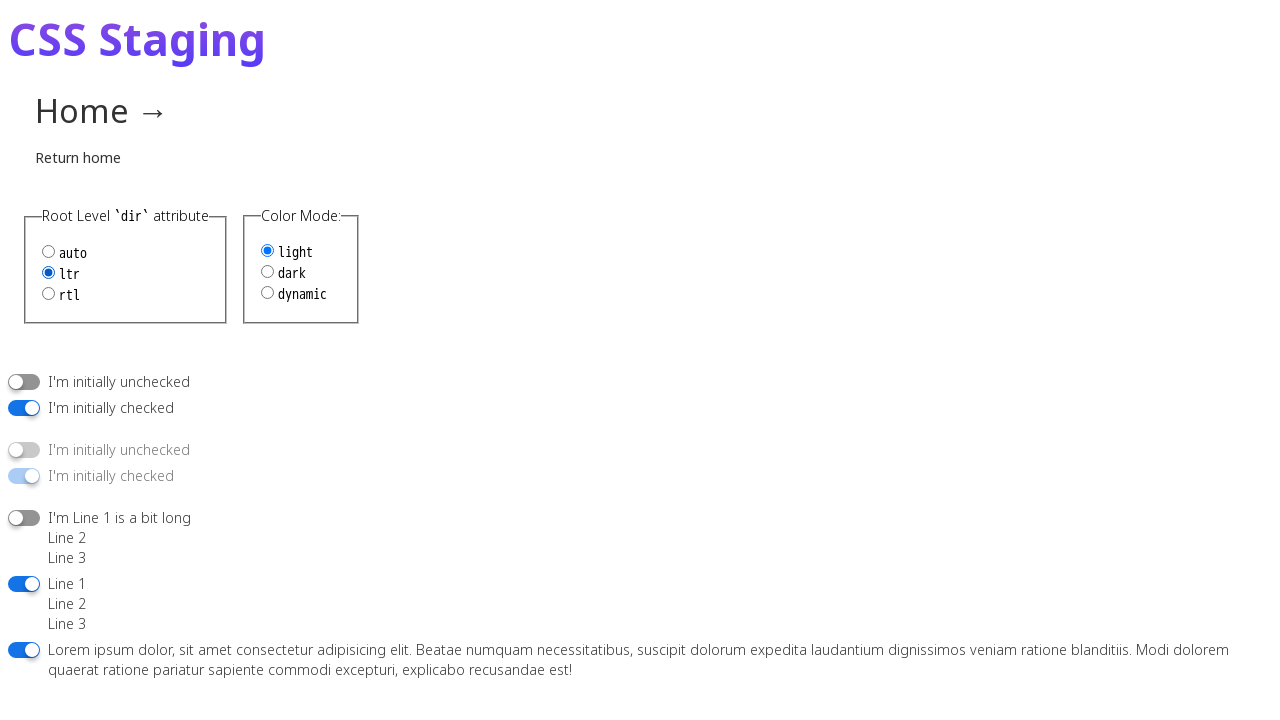 CSS Staging
Home →
Return home
Root Level `dir` attribute
auto
ltr
rtl
Color Mode:
light
dark
dynamic
I'm initially unchecked
I'm initially checked
I'm initially unchecked
I'm initially checked
I'm Line 1 is a bit long
Line 2
Line 3
Line 1
Line 2
Line 3
Lorem ipsum dolor, sit amet consectetur adipisicing elit. Beatae numquam necessitatibus, suscipit dolorum expedita laudantium dignissimos veniam ratione blanditiis. Modi dolorem
quaerat ratione pariatur sapiente commodi excepturi, explicabo recusandae est!